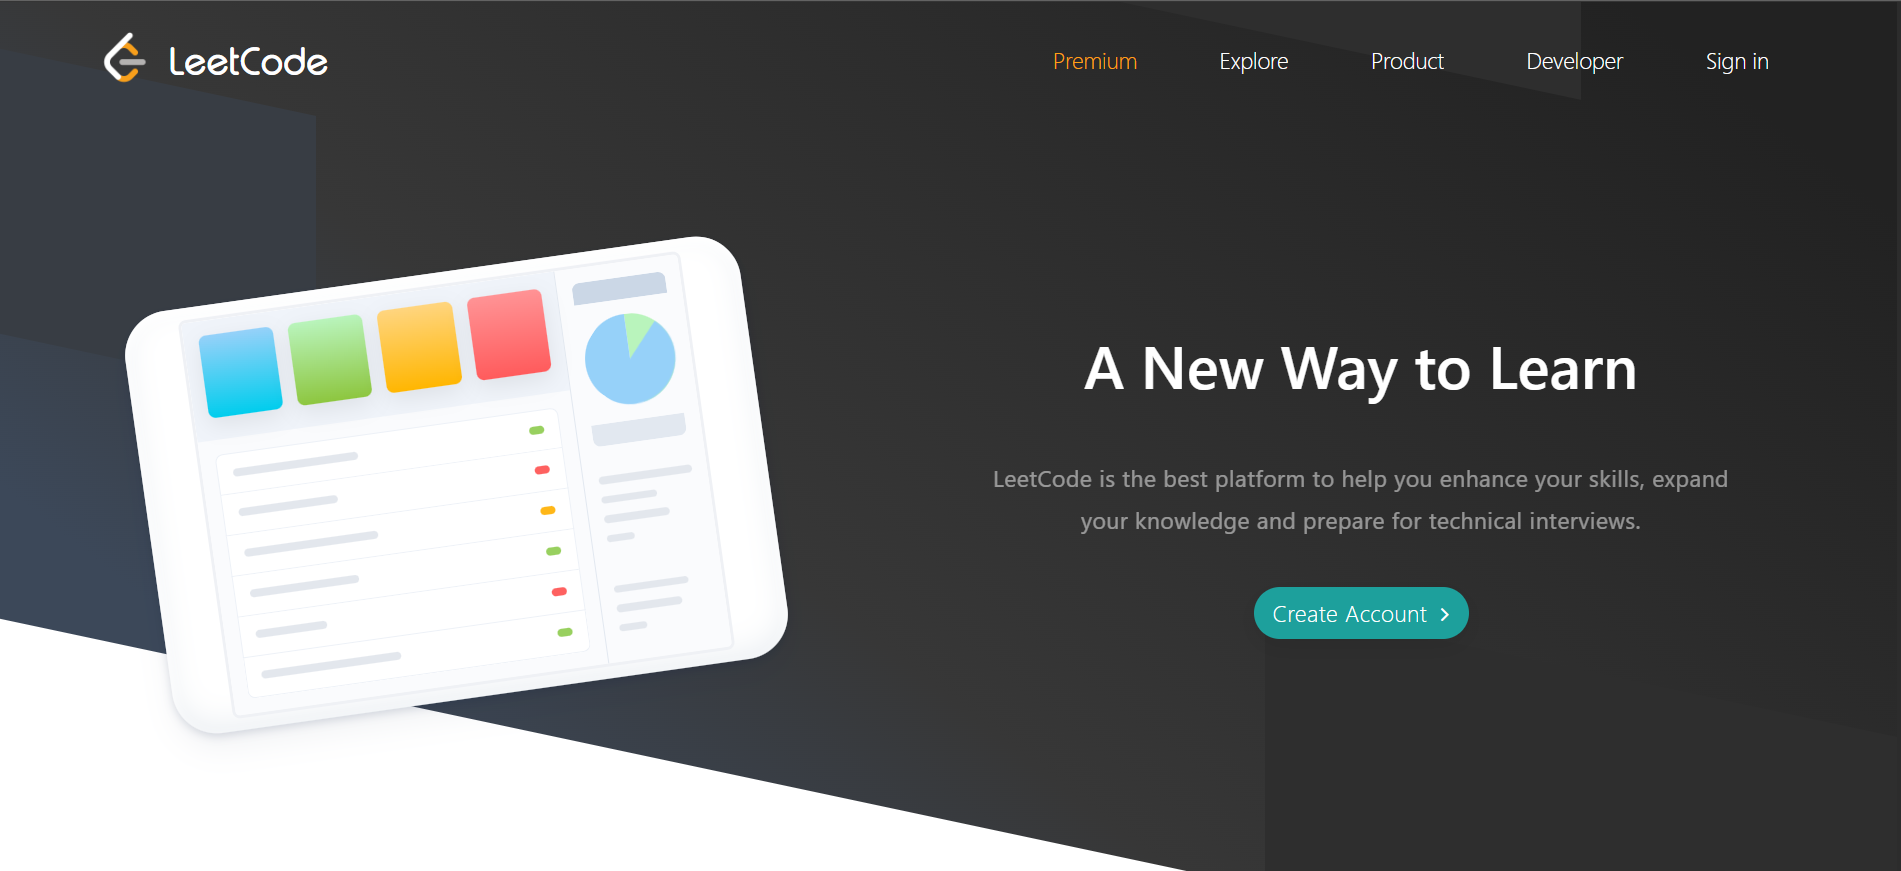 LeetCode
Premium Explore Product Developer Sign in
A New Way to Learn
LeetCode is the best platform to help you enhance your skills, expand
your knowledge and prepare for technical interviews.
Create Account